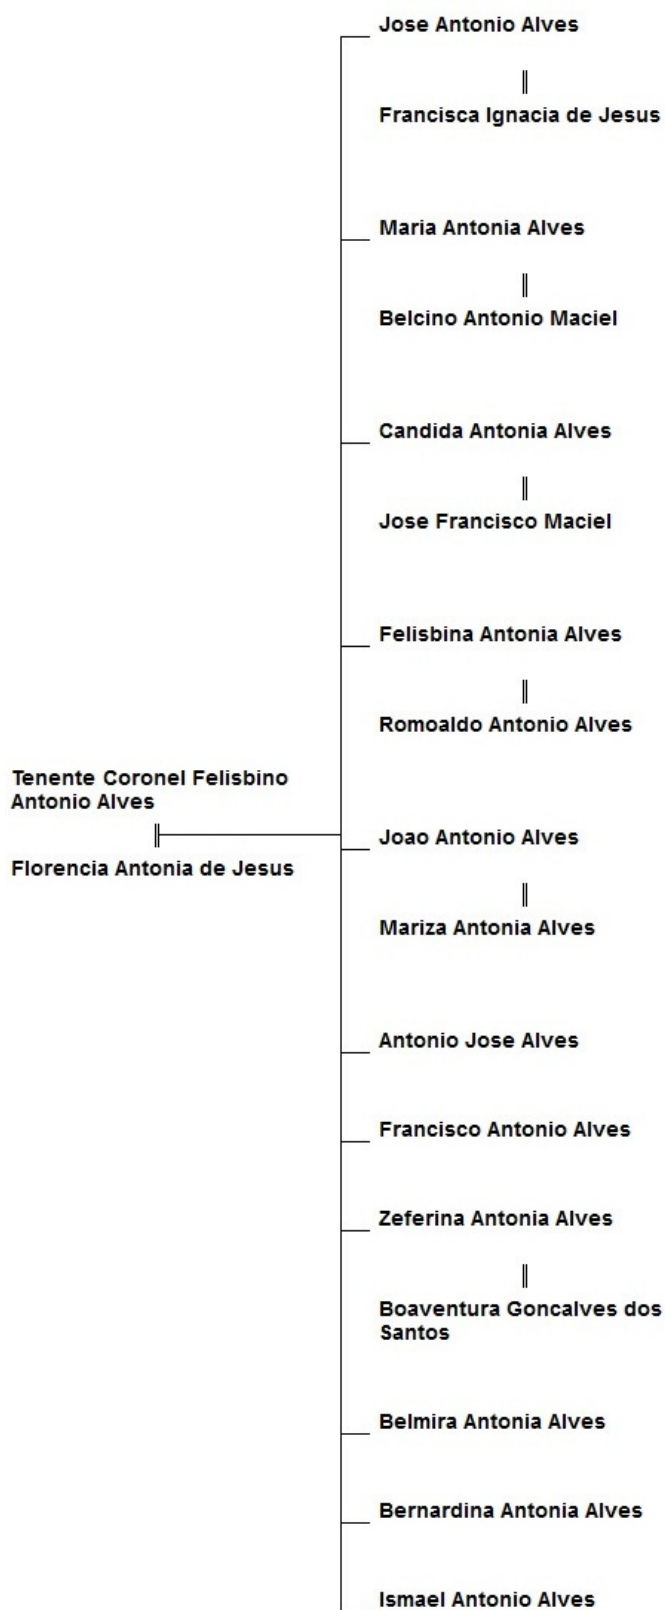 Jose Antonio Alves
Francisca Ignacia de Jesus
Maria Antonia Alves
Belcino Antonio Maciel
Candida Antonia Alves
Jose Francisco Maciel
Felisbina Antonia Alves
Romoaldo Antonio Alves
Tenente Coronel Felisbino
Antonio Alves
Florencia Antonia de Jesus
Joao Antonio Alves
Mariza Antonia Alves
Antonio Jose Alves
Francisco Antonio Alves
Zeferina Antonia Alves
Boaventura Goncalves dos
Santos
Belmira Antonia Alves
Bernardina Antonia Alves
Ismael Antonio Alves